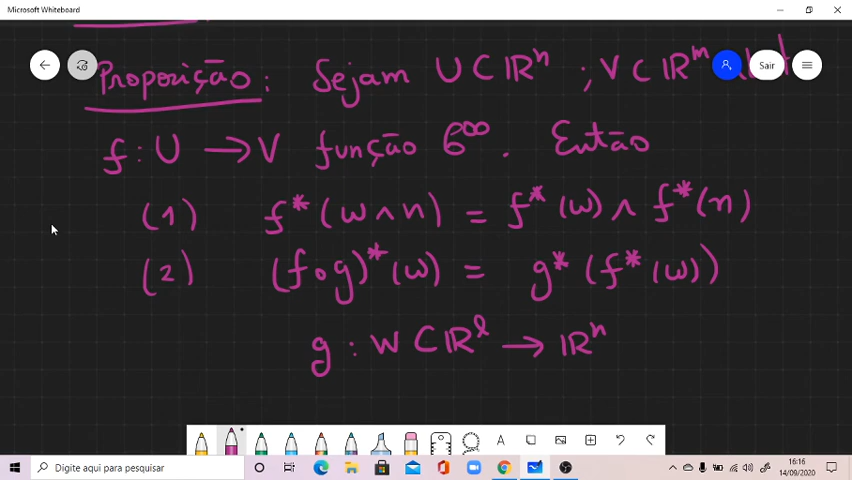 Microsoft Whiteboard
Proposição: Sejam U ⊂ ℝⁿ ; V ⊂ ℝᵐ
Sair
f : U → V função C^∞. Então
(1) f*(w ∧ η) = f*(w) ∧ f*(η)
(2) (f∘g)*(w) = g*(f*(w))
g : W ⊂ ℝˡ → ℝⁿ
Digite aqui para pesquisar
16:16
14/09/2020